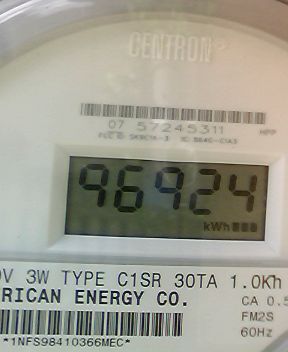 CENTRON
07 57245311
96924
kWh
V 3W TYPE C1SR 30TA 1.0Kh
RICAN ENERGY CO.
CA 0.5
FM2S
60Hz
*1NFS98410366MEC*